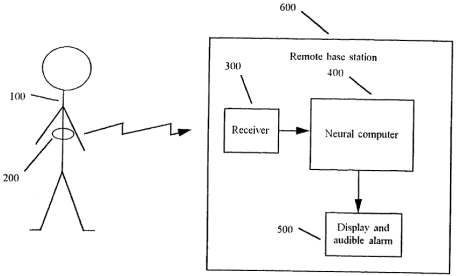 600
Remote base station
300
400
100
Receiver
Neural computer
200
500
Display and
audible alarm